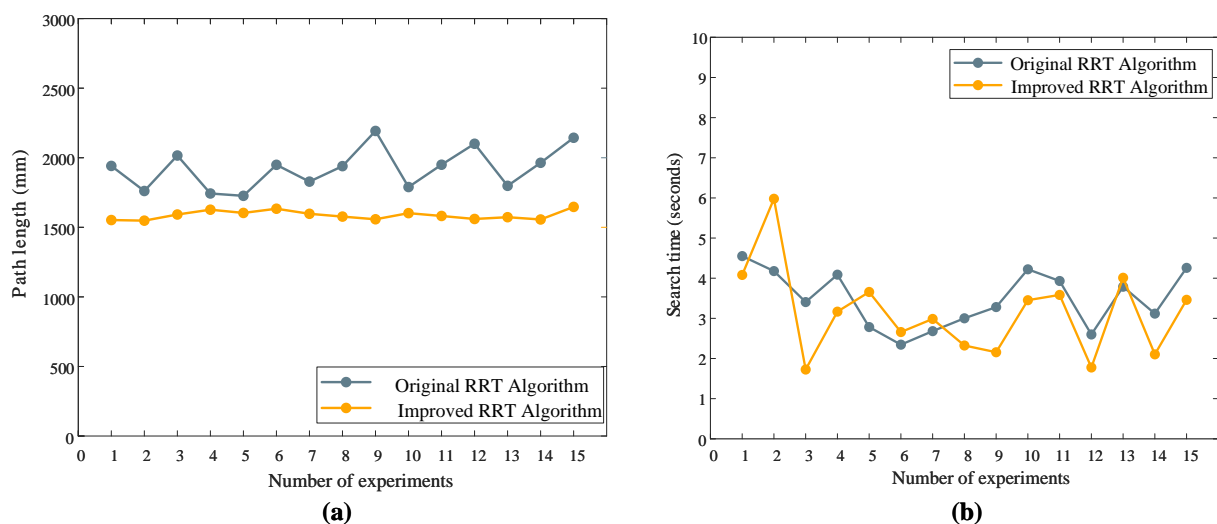 3000
2500
2000
1500
1000
500
0
Path length (mm)
Original RRT Algorithm
Improved RRT Algorithm
0 1 2 3 4 5 6 7 8 9 10 11 12 13 14 15
Number of experiments
(a)
10
9
8
7
6
5
4
3
2
1
0
Search time (seconds)
Original RRT Algorithm
Improved RRT Algorithm
0 1 2 3 4 5 6 7 8 9 10 11 12 13 14 15
Number of experiments
(b)